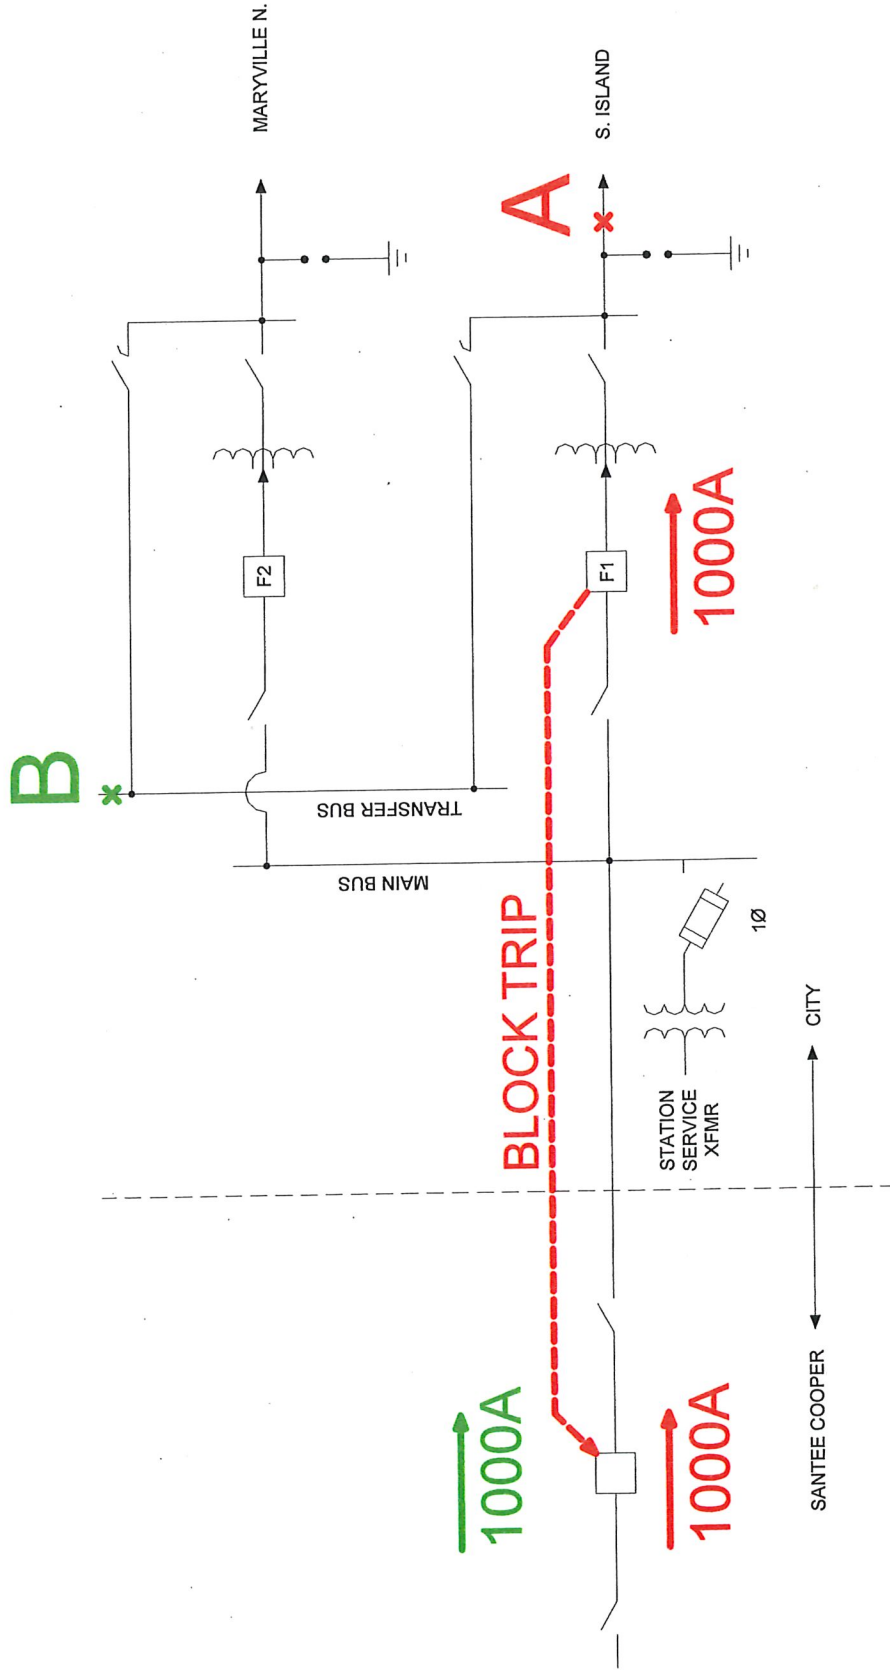 MARYVILLE N.
S. ISLAND
A
B
F2
F1
1000A
TRANSFER BUS
MAIN BUS
BLOCK TRIP
1Ø
STATION
SERVICE
XFMR
CITY
SANTEE COOPER
1000A
1000A